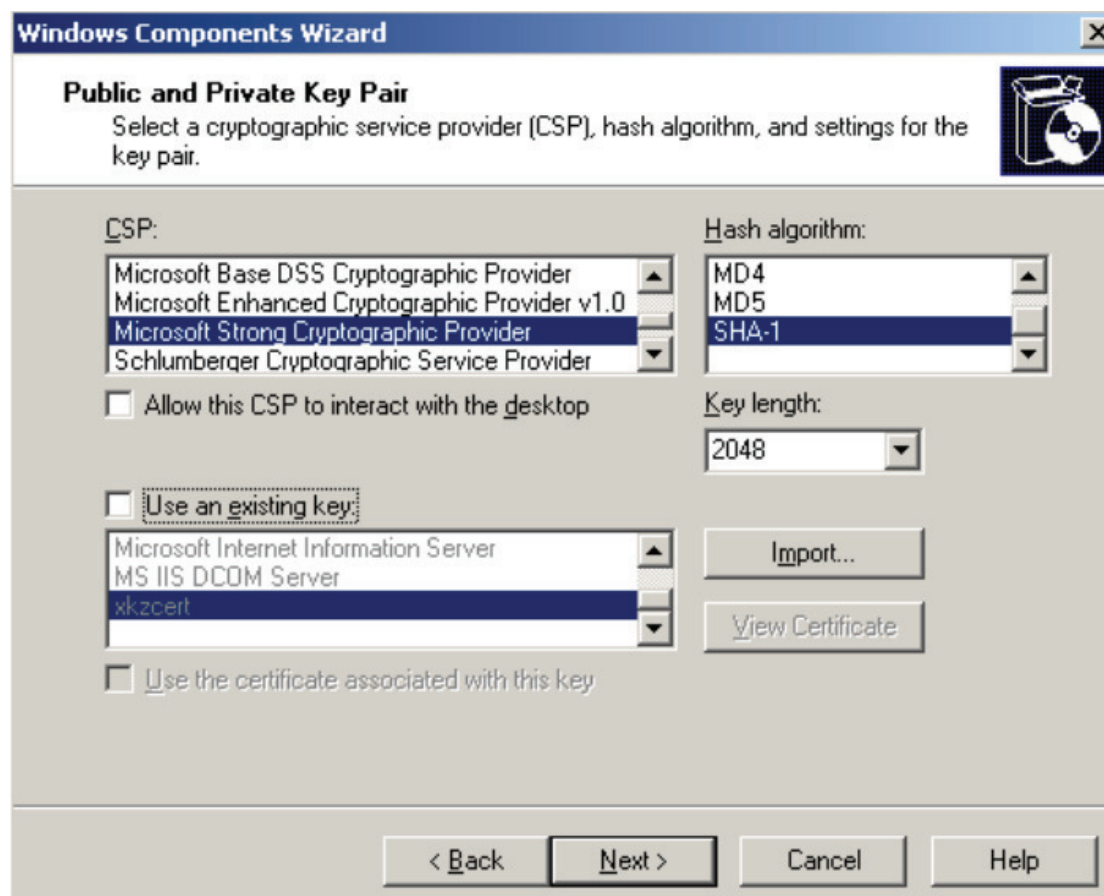 Windows Components Wizard
Public and Private Key Pair
Select a cryptographic service provider (CSP), hash algorithm, and settings for the
key pair.
CSP:
Microsoft Base DSS Cryptographic Provider
Microsoft Enhanced Cryptographic Provider v1.0
Microsoft Strong Cryptographic Provider
Schlumberger Cryptographic Service Provider
Allow this CSP to interact with the desktop
Hash algorithm:
MD4
MD5
SHA-1
Key length:
2048
Use an existing key:
Microsoft Internet Information Server
MS IIS DCOM Server
xkzcert
Import...
View Certificate
Use the certificate associated with this key
< Back
Next >
Cancel
Help